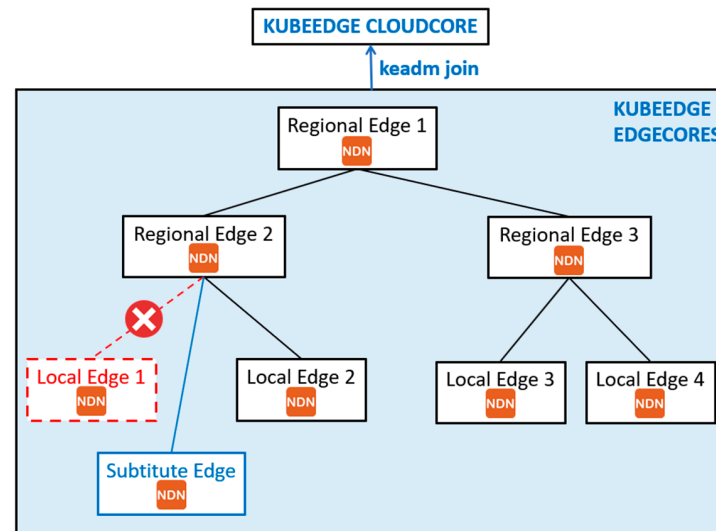 KUBEEDGE CLOUDCORE
keadm join
KUBEEDGE
EDGECORES
Regional Edge 1
NDN
Regional Edge 2
NDN
Regional Edge 3
NDN
Local Edge 1
NDN
Local Edge 2
NDN
Local Edge 3
NDN
Local Edge 4
NDN
Subtitute Edge
NDN